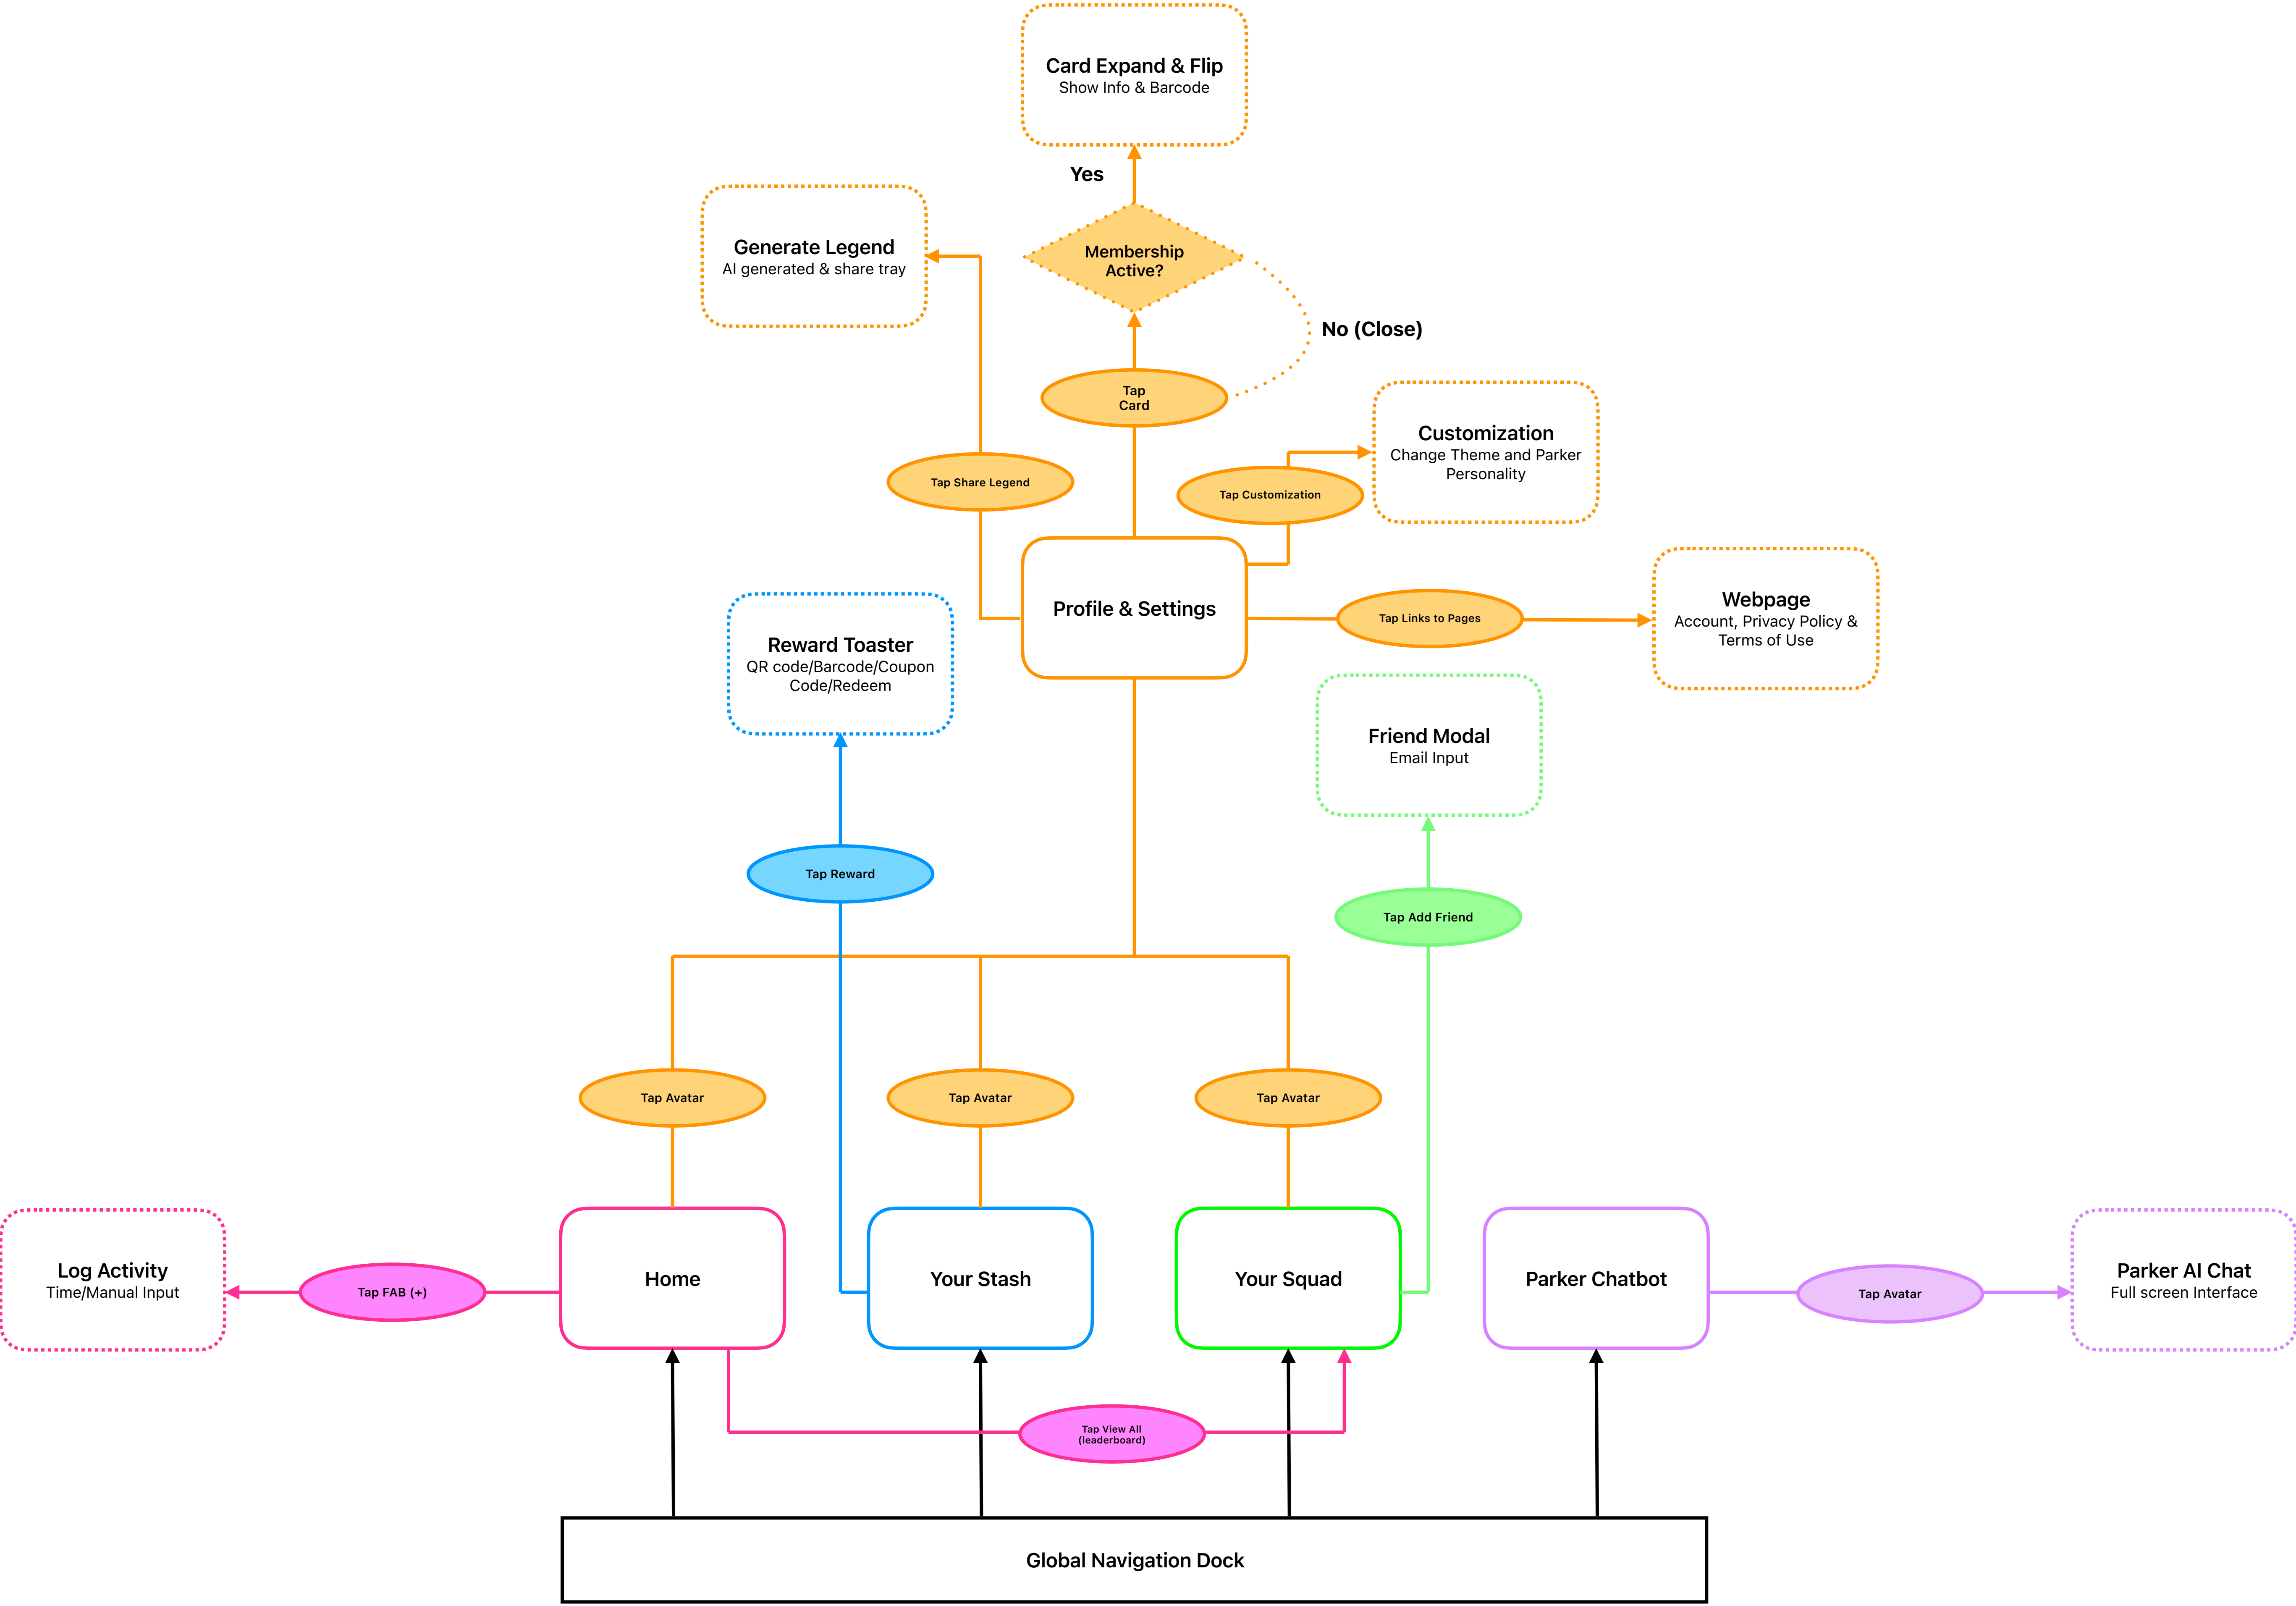 Card Expand & Flip
Show Info & Barcode
Yes
Generate Legend
AI generated & share tray
Membership
Active?
No (Close)
Tap
Card
Customization
Change Theme and Parker
Personality
Tap Share Legend
Tap Customization
Profile & Settings
Tap Links to Pages
Webpage
Account, Privacy Policy &
Terms of Use
Reward Toaster
QR code/Barcode/Coupon
Code/Redeem
Friend Modal
Email Input
Tap Reward
Tap Add Friend
Tap Avatar
Tap Avatar
Tap Avatar
Log Activity
Time/Manual Input
Tap FAB (+)
Home
Your Stash
Your Squad
Parker Chatbot
Tap Avatar
Parker AI Chat
Full screen Interface
Tap View All
(leaderboard)
Global Navigation Dock